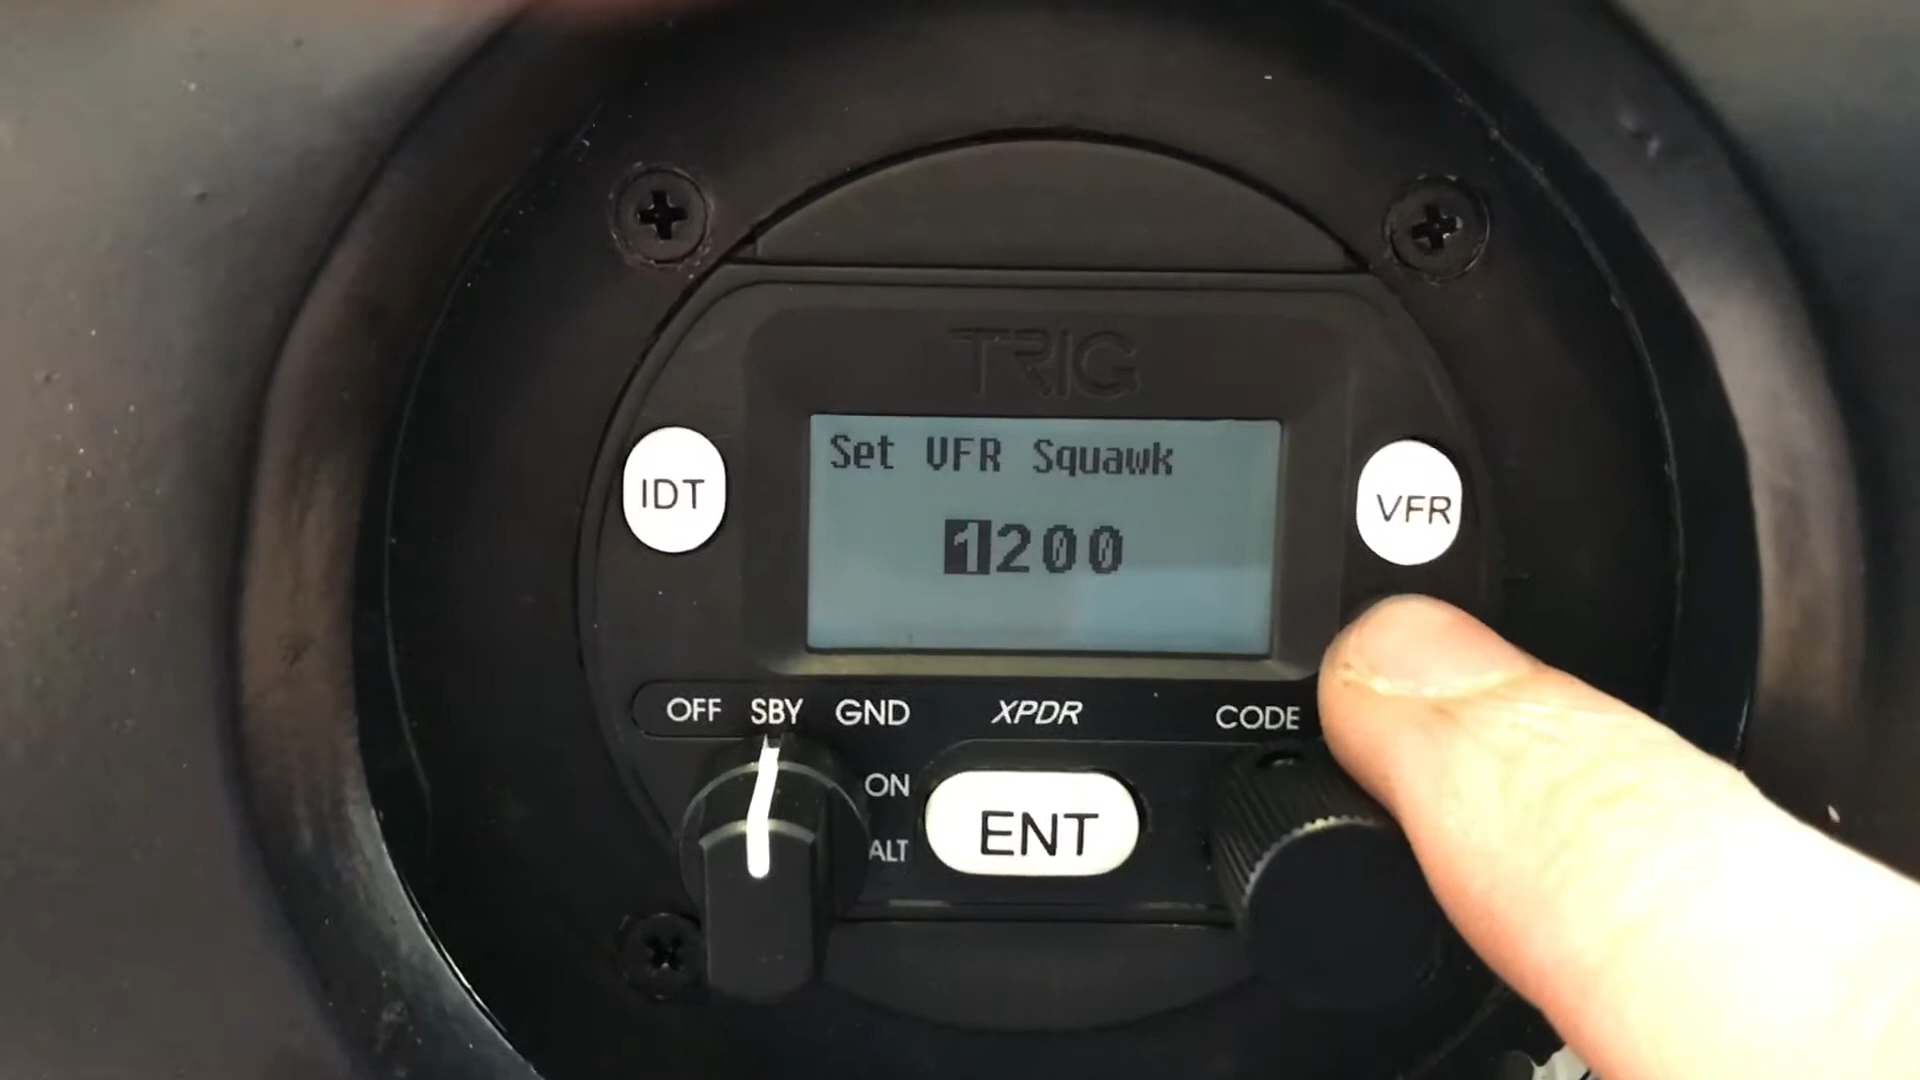 TRIG
Set VFR Squawk
1200
IDT
VFR
OFF SBY GND XPDR CODE
ON
ALT
ENT